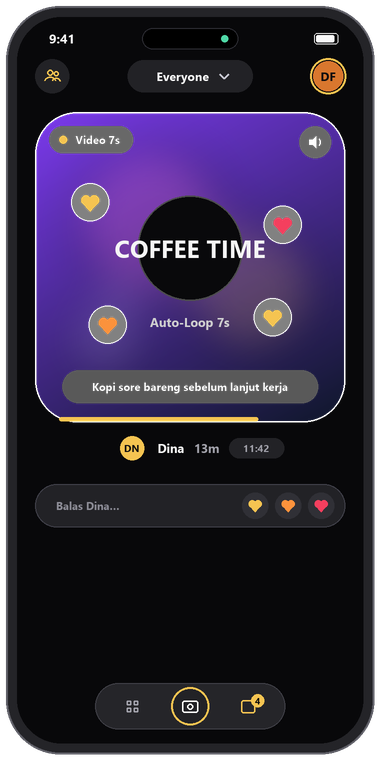 9:41
Everyone
DF
Video 7s
COFFEE TIME
Auto-Loop 7s
Kopi sore bareng sebelum lanjut kerja
DN Dina 13m 11:42
Balas Dina...
4